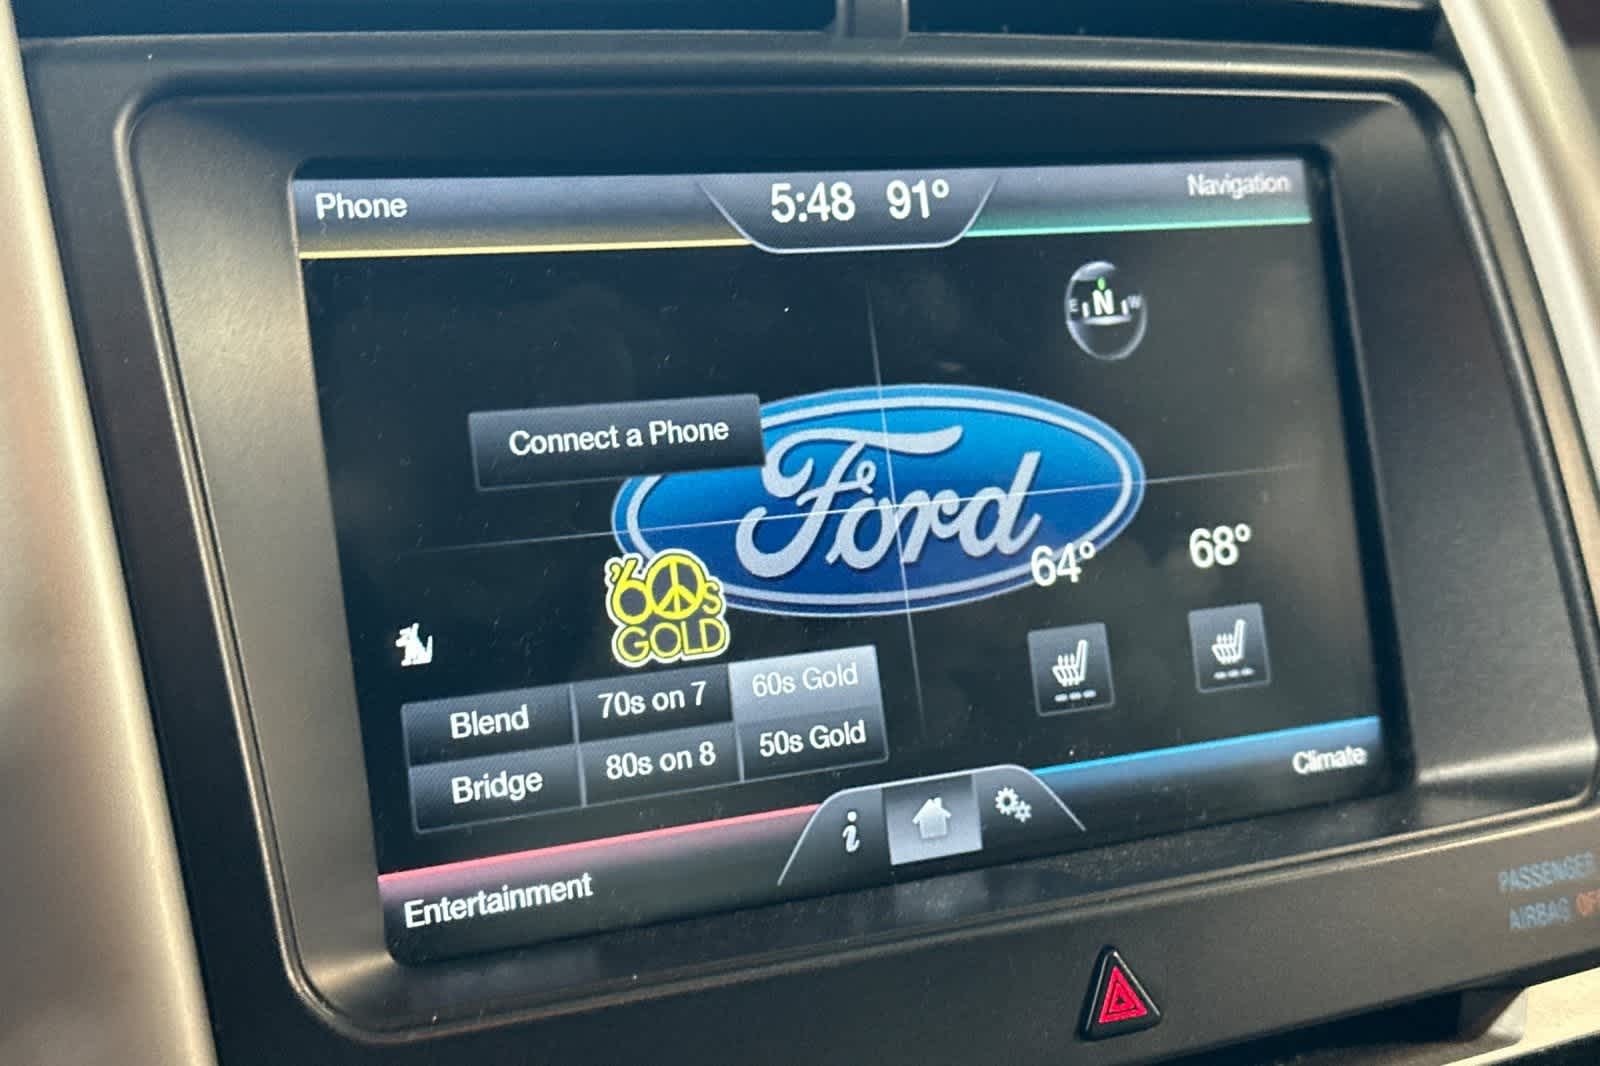 Phone
5:48 91°
Navigation
E N W
Connect a Phone
Ford
64°
68°
'60s
GOLD
Blend
70s on 7
60s Gold
Bridge
80s on 8
50s Gold
Climate
i
Entertainment
PASSENGER
AIRBAG OFF